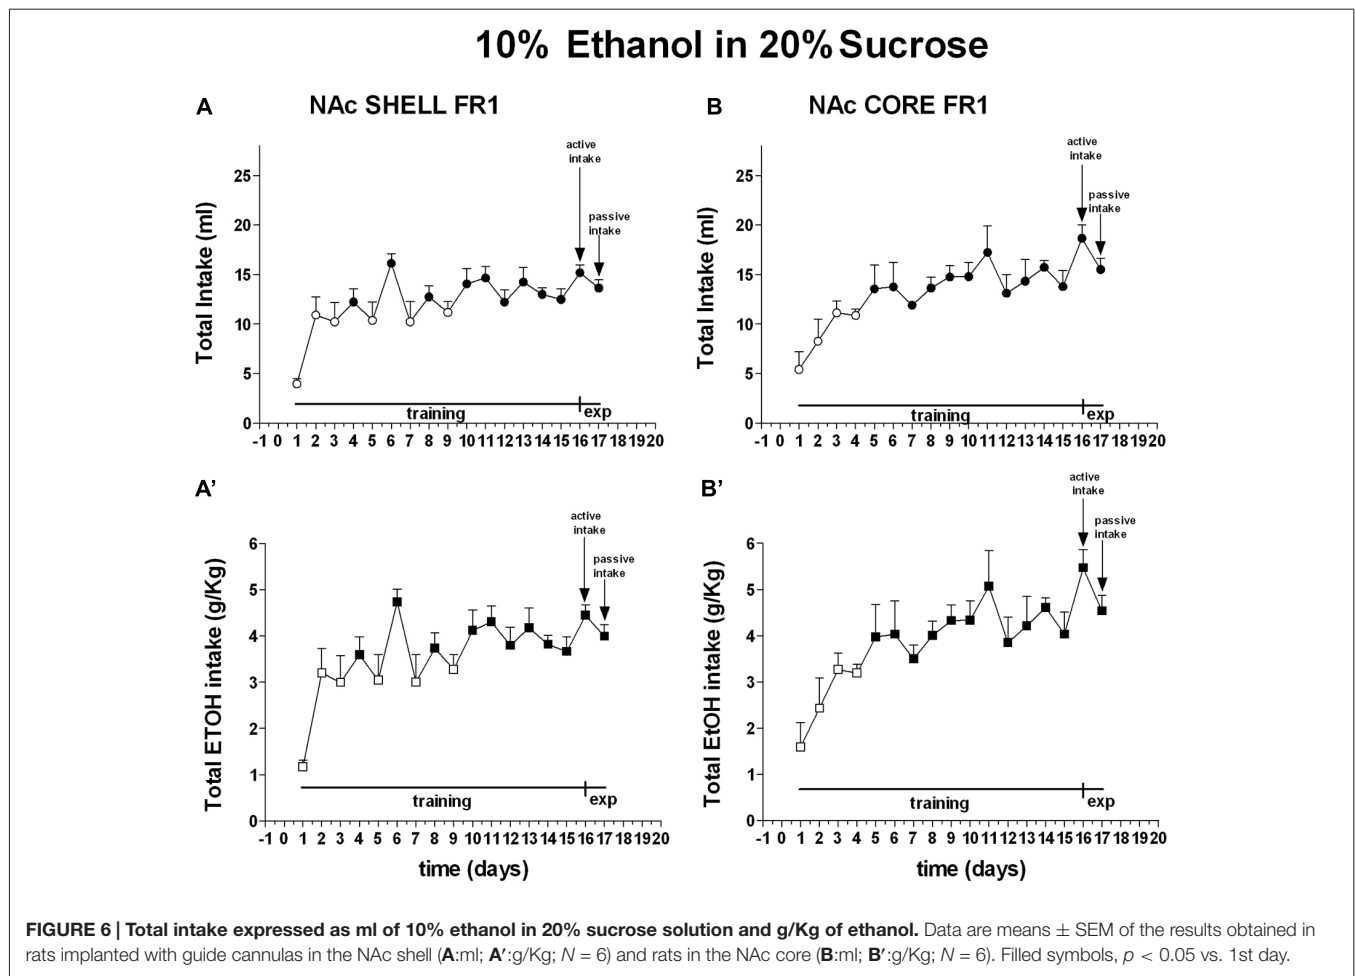 10% Ethanol in 20% Sucrose
A NAc SHELL FR1
B NAc CORE FR1
active
intake
passive
intake
Total Intake (ml)
25
20
15
10
5
0
training exp
-1 0 1 2 3 4 5 6 7 8 9 10 11 12 13 14 15 16 17 18 19 20
active
intake
passive
intake
Total Intake (ml)
25
20
15
10
5
0
training exp
-1 0 1 2 3 4 5 6 7 8 9 10 11 12 13 14 15 16 17 18 19 20
A’
active
intake
passive
intake
Total ETOH intake (g/Kg)
6
5
4
3
2
1
0
training exp
-1 0 1 2 3 4 5 6 7 8 9 10 11 12 13 14 15 16 17 18 19 20
time (days)
B’
active
intake
passive
intake
Total EtOH intake (g/Kg)
6
5
4
3
2
1
0
training exp
-1 0 1 2 3 4 5 6 7 8 9 10 11 12 13 14 15 16 17 18 19 20
time (days)
FIGURE 6 | Total intake expressed as ml of 10% ethanol in 20% sucrose solution and g/Kg of ethanol. Data are means ± SEM of the results obtained in
rats implanted with guide cannulas in the NAc shell (A:ml; A′:g/Kg; N = 6) and rats in the NAc core (B:ml; B′:g/Kg; N = 6). Filled symbols, p < 0.05 vs. 1st day.